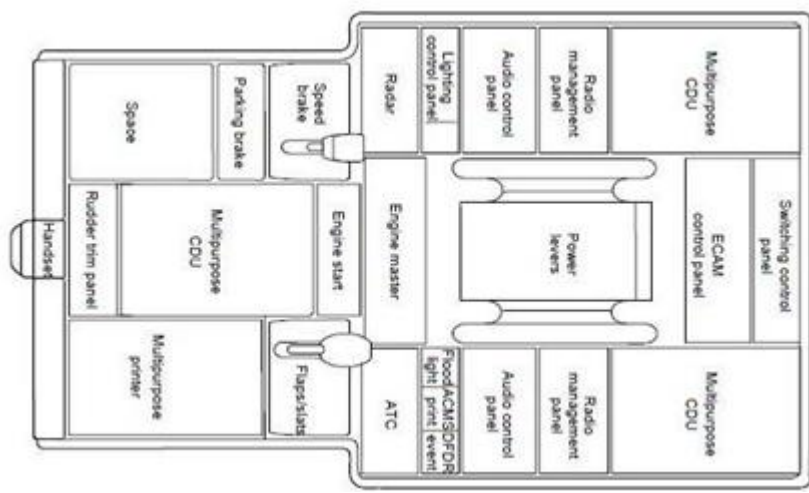 Switching control
panel
Multipurpose
CDU
ECAM
control panel
Multipurpose
CDU
Radio
management
panel
Power
levers
Radio
management
panel
Audio control
panel
Audio control
panel
Lighting
control panel
Flood ACMS DFDR
light print event
Radar
Engine master
ATC
Speed
brake
Engine start
Flaps/slats
Parking brake
Multipurpose
CDU
Multipurpose
printer
Space
Rudder trim panel
Handset